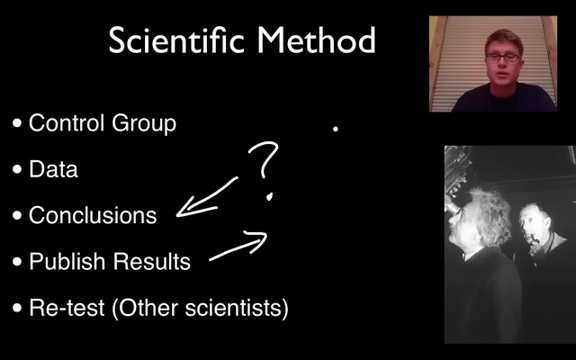 Scientific Method
• Control Group
• Data
?
• Conclusions
• Publish Results
• Re-test (Other scientists)